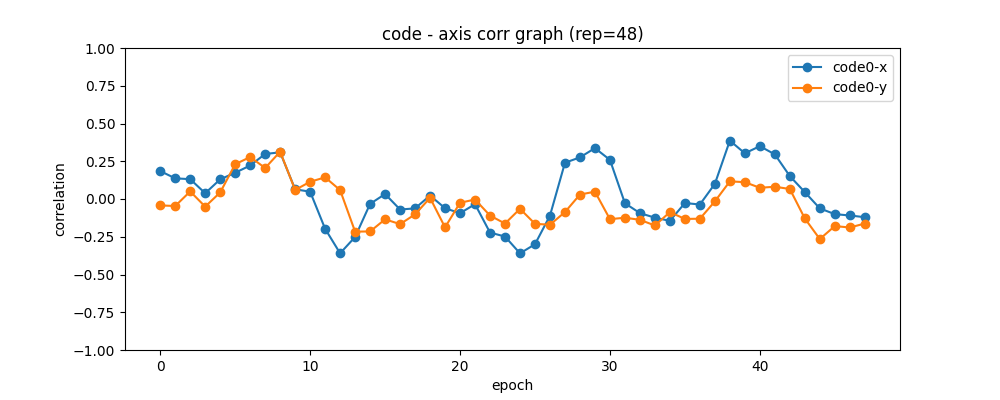 code - axis corr graph (rep=48)
1.00
0.75
0.50
0.25
0.00
−0.25
−0.50
−0.75
−1.00
correlation
code0-x
code0-y
0 10 20 30 40
epoch